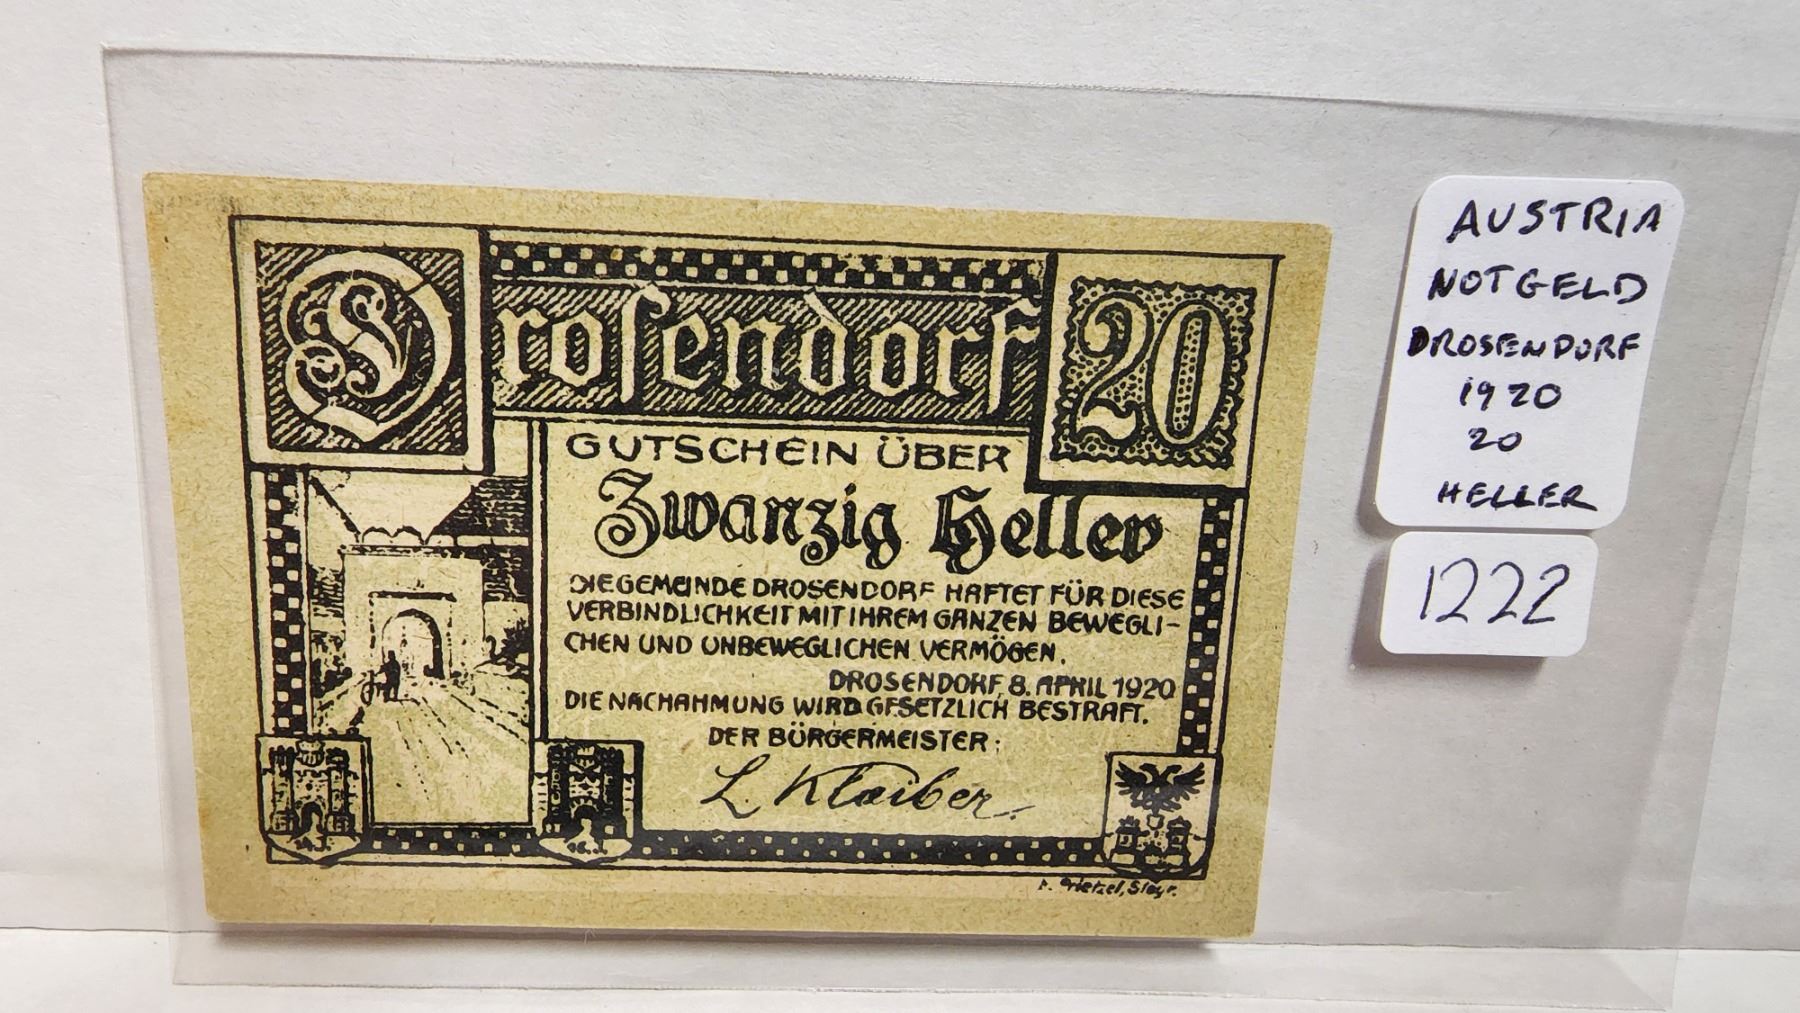 Drosendorf 20
GUTSCHEIN ÜBER
Zwanzig Heller
DIE GEMEINDE DROSENDORF HAFTET FÜR DIESE
VERBINDLICHKEIT MIT IHREM GANZEN BEWEGLI-
CHEN UND UNBEWEGLICHEN VERMÖGEN.
DROSENDORF, 8. APRIL 1920
DIE NACHAHMUNG WIRD GESETZLICH BESTRAFT.
DER BÜRGERMEISTER:
L. Klaiber.
Steyr.
AUSTRIA
NOTGELD
DROSENDORF
1920
20
HELLER
1222